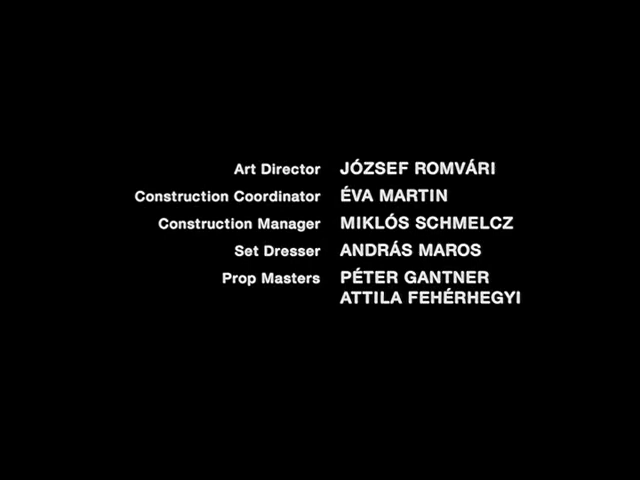 Art Director JÓZSEF ROMVÁRI
Construction Coordinator ÉVA MARTIN
Construction Manager MIKLÓS SCHMELCZ
Set Dresser ANDRÁS MAROS
Prop Masters PÉTER GANTNER
ATTILA FEHÉRHEGYI